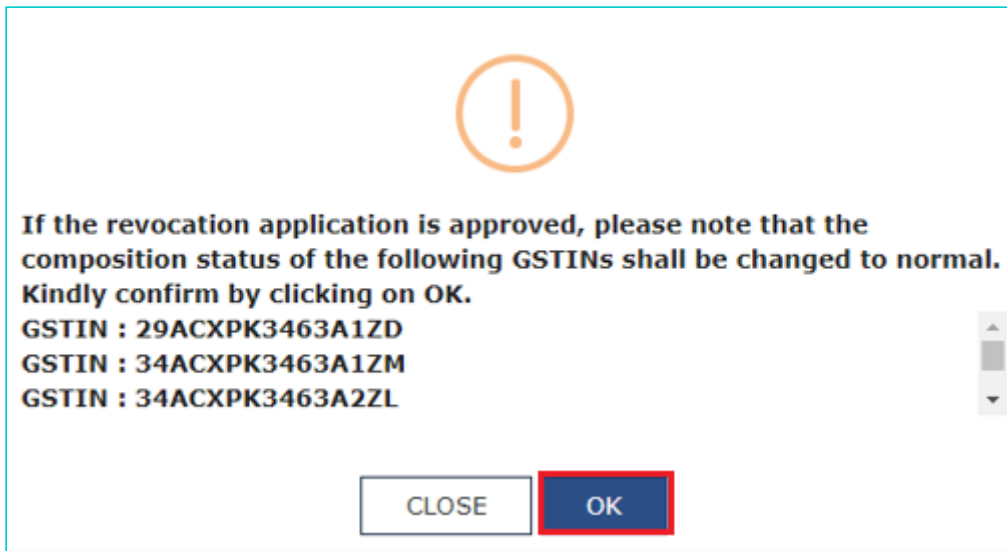 If the revocation application is approved, please note that the
composition status of the following GSTINs shall be changed to normal.
Kindly confirm by clicking on OK.
GSTIN : 29ACXPK3463A1ZD
GSTIN : 34ACXPK3463A1ZM
GSTIN : 34ACXPK3463A2ZL
CLOSE OK